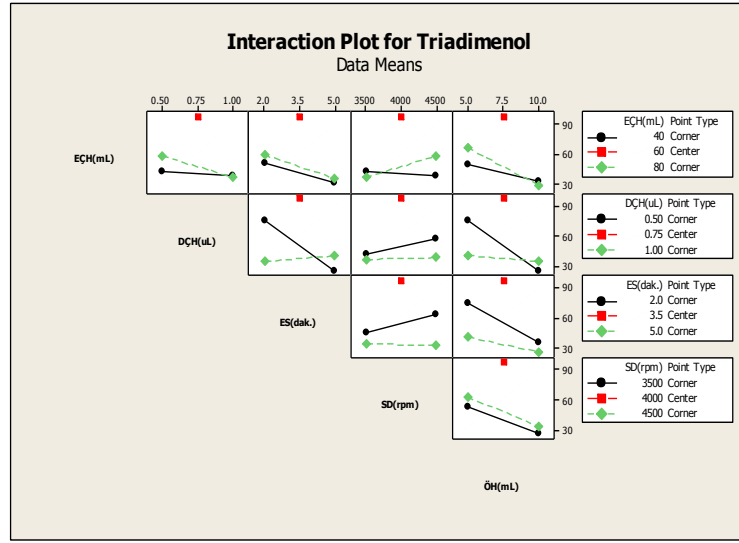 Interaction Plot for Triadimenol
Data Means
0.50 0.75 1.00 2.0 3.5 5.0 3500 4000 4500 5.0 7.5 10.0
EÇH(mL)
90
60
30
EÇH(mL) Point Type
40 Corner
60 Center
80 Corner
DÇH(uL)
90
60
30
DÇH(uL) Point Type
0.50 Corner
0.75 Center
1.00 Corner
ES(dak.)
90
60
30
ES(dak.) Point Type
2.0 Corner
3.5 Center
5.0 Corner
SD(rpm)
90
60
30
SD(rpm) Point Type
3500 Corner
4000 Center
4500 Corner
ÖH(mL)